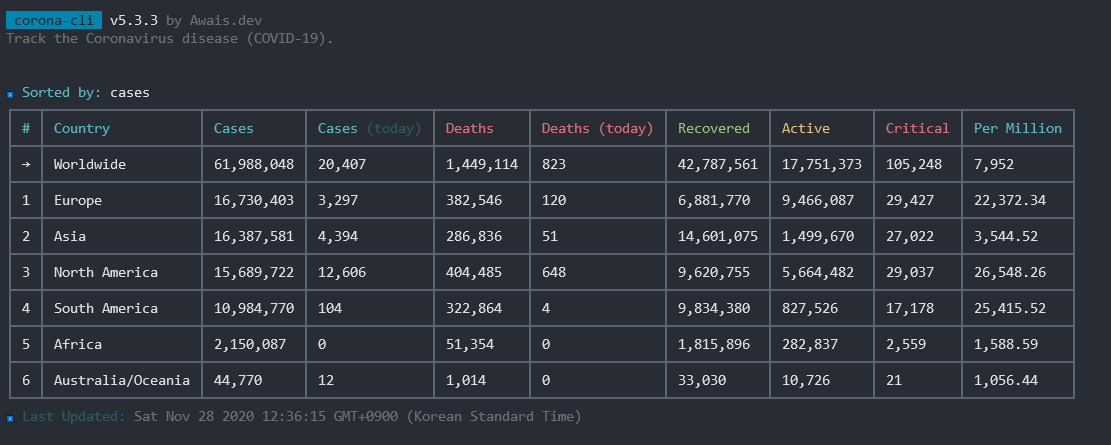 corona-cli v5.3.3 by Awais.dev
Track the Coronavirus disease (COVID-19).
Sorted by: cases
# Country Cases Cases (today) Deaths Deaths (today) Recovered Active Critical Per Million
→ Worldwide 61,988,048 20,407 1,449,114 823 42,787,561 17,751,373 105,248 7,952
1 Europe 16,730,403 3,297 382,546 120 6,881,770 9,466,087 29,427 22,372.34
2 Asia 16,387,581 4,394 286,836 51 14,601,075 1,499,670 27,022 3,544.52
3 North America 15,689,722 12,606 404,485 648 9,620,755 5,664,482 29,037 26,548.26
4 South America 10,984,770 104 322,864 4 9,834,380 827,526 17,178 25,415.52
5 Africa 2,150,087 0 51,354 0 1,815,896 282,837 2,559 1,588.59
6 Australia/Oceania 44,770 12 1,014 0 33,030 10,726 21 1,056.44
Last Updated: Sat Nov 28 2020 12:36:15 GMT+0900 (Korean Standard Time)